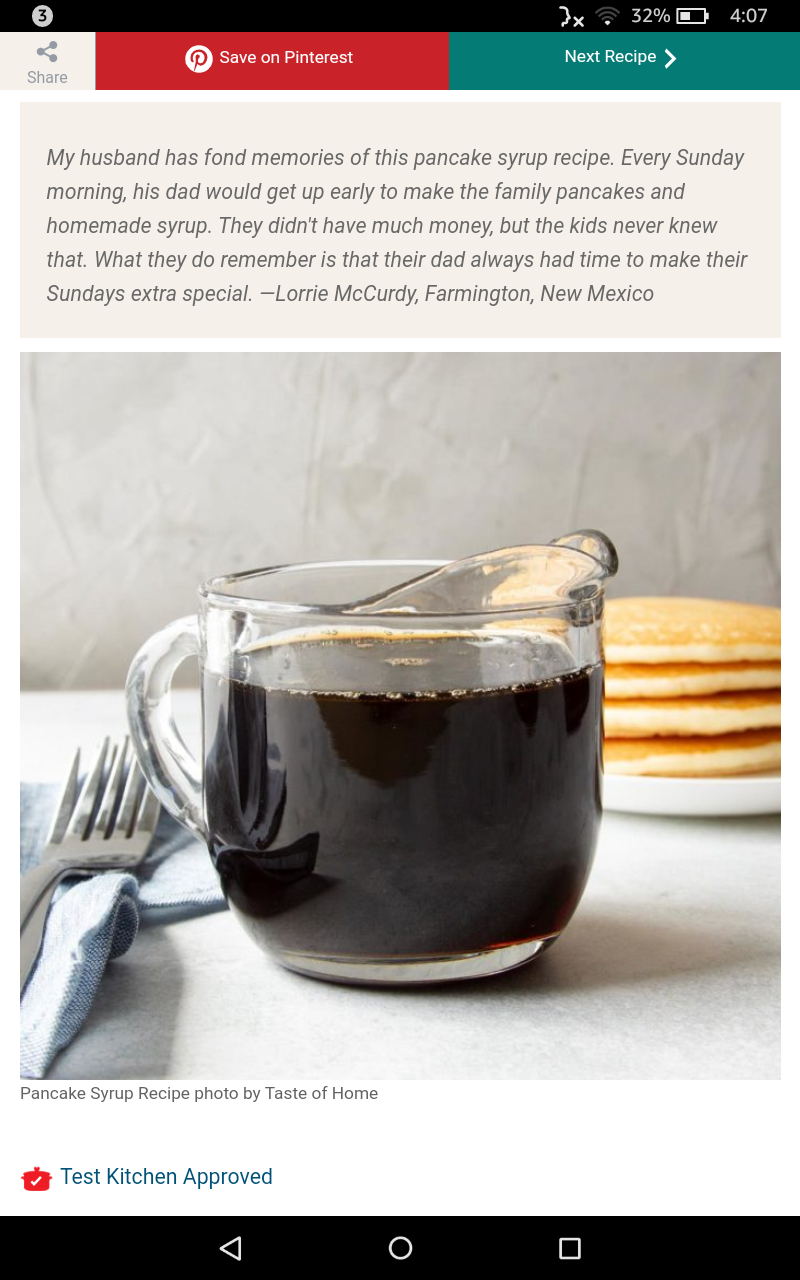 3
32%
4:07
Share
Save on Pinterest
Next Recipe
My husband has fond memories of this pancake syrup recipe. Every Sunday
morning, his dad would get up early to make the family pancakes and
homemade syrup. They didn't have much money, but the kids never knew
that. What they do remember is that their dad always had time to make their
Sundays extra special. —Lorrie McCurdy, Farmington, New Mexico
Pancake Syrup Recipe photo by Taste of Home
Test Kitchen Approved